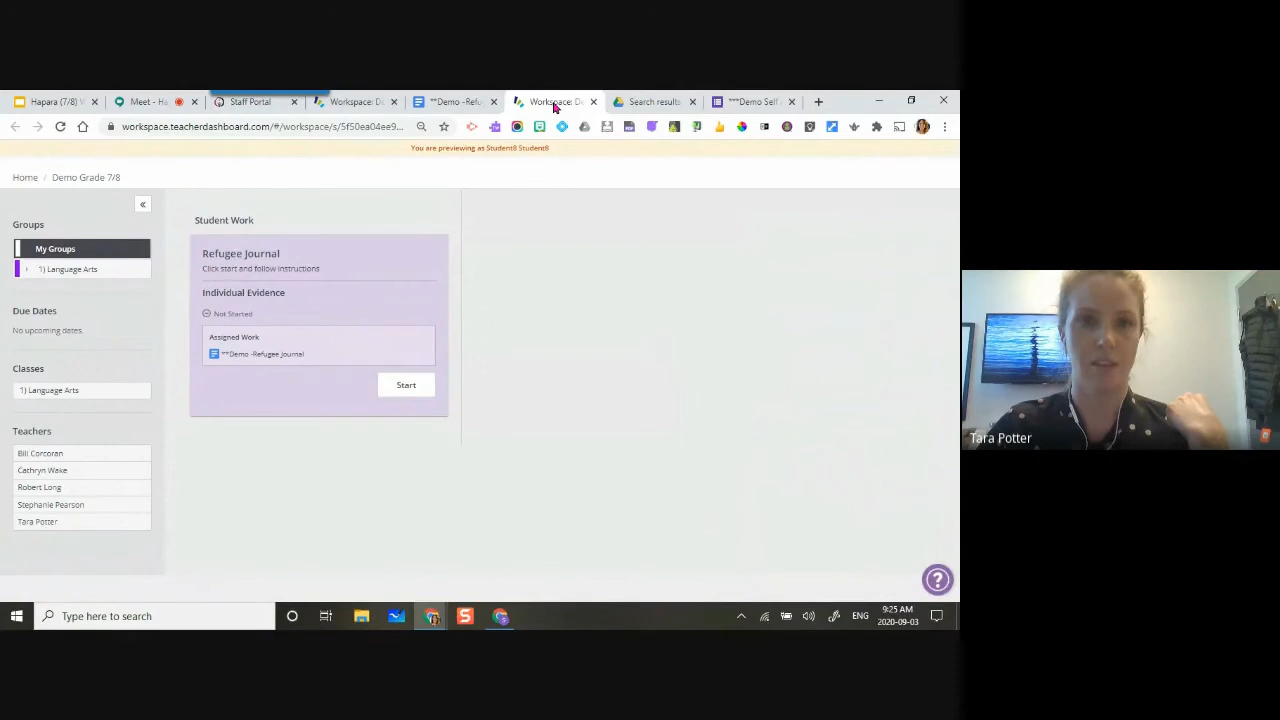 Hapara (7/8)
Meet - Ha
Staff Portal
Workspace: D
**Demo -Refu
Workspace: D
Search results
***Demo Self
workspace.teacherdashboard.com/#/workspace/s/5f50ea04ee9...
You are previewing as Student8 Student8
Home / Demo Grade 7/8
«
Groups
My Groups
1) Language Arts
Due Dates
No upcoming dates.
Classes
1) Language Arts
Teachers
Bill Corcoran
Cathryn Wake
Robert Long
Stephanie Pearson
Tara Potter
Student Work
Refugee Journal
Click start and follow instructions
Individual Evidence
Not Started
Assigned Work
**Demo -Refugee Journal
Start
?
Tara Potter
Type here to search
ENG
9:25 AM
2020-09-03